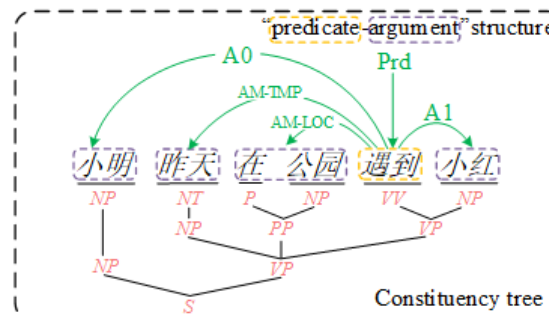 “predicate-argument”structure
A0
Prd
AM-TMP
A1
AM-LOC
小明 昨天 在 公园 遇到 小红
NP NT P NP VV NP
NP PP VP
NP VP
S
Constituency tree